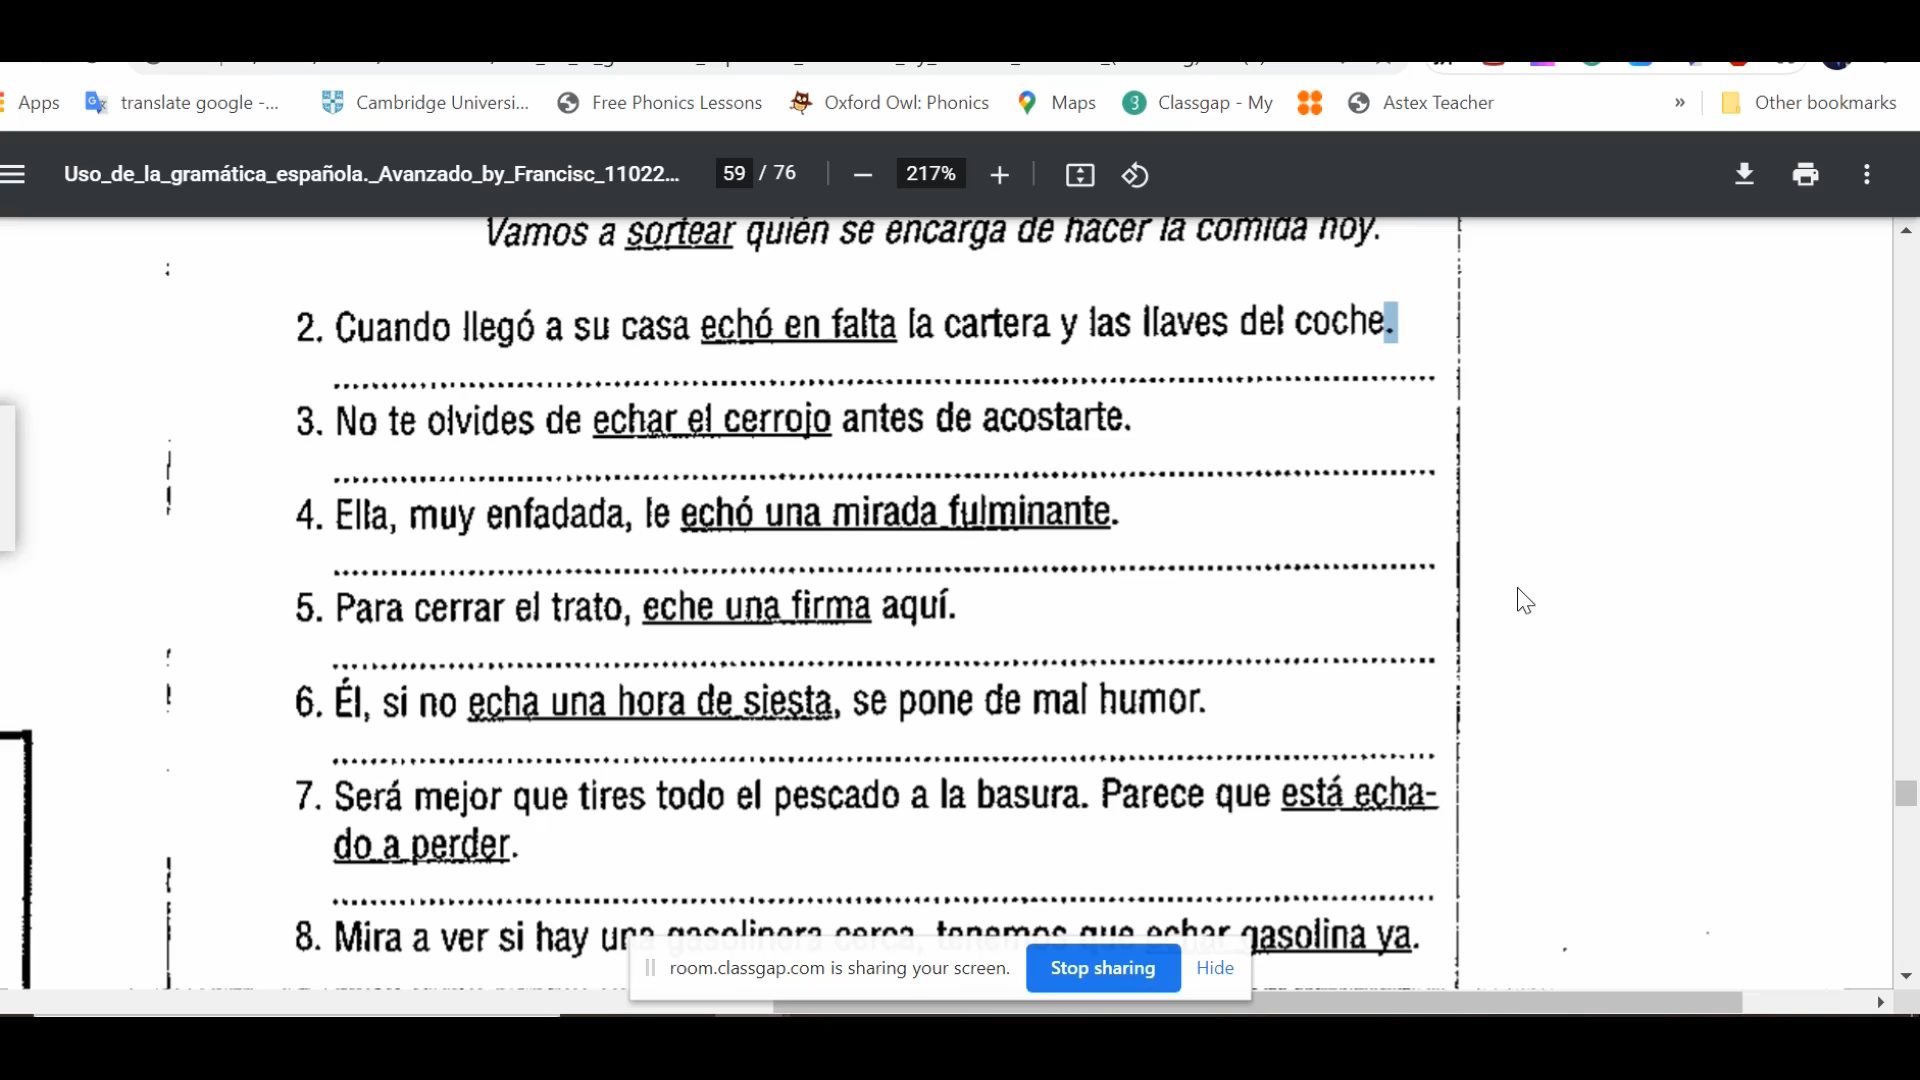 Apps translate google -... Cambridge Universi... Free Phonics Lessons Oxford Owl: Phonics Maps Classgap - My Astex Teacher » Other bookmarks
Uso_de_la_gramática_española._Avanzado_by_Francisc_11022... 59 / 76 − 217% +
Vamos a sortear quién se encarga de hacer la comida hoy.
2. Cuando llegó a su casa echó en falta la cartera y las llaves del coche.
3. No te olvides de echar el cerrojo antes de acostarte.
4. Ella, muy enfadada, le echó una mirada fulminante.
5. Para cerrar el trato, eche una firma aquí.
6. Él, si no echa una hora de siesta, se pone de mal humor.
7. Será mejor que tires todo el pescado a la basura. Parece que está echa-
do a perder.
8. Mira a ver si hay una gasolinera cerca, tenemos que echar gasolina ya.
room.classgap.com is sharing your screen. Stop sharing Hide